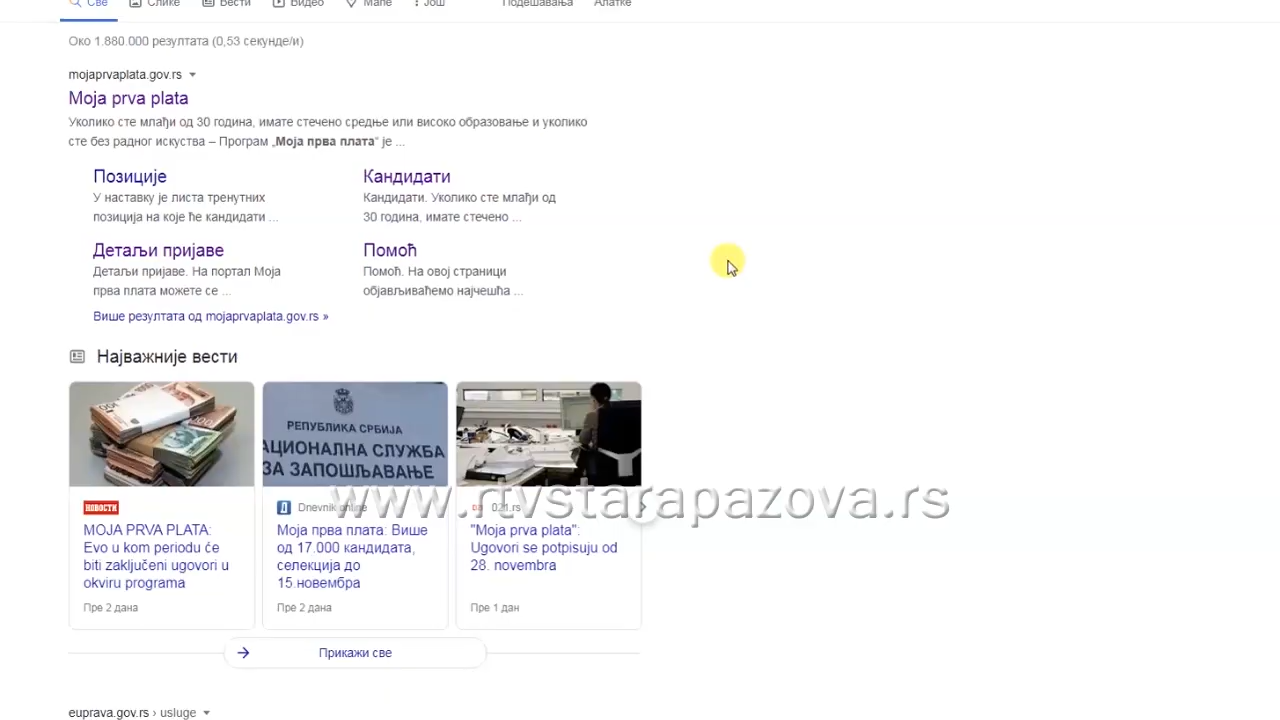 Све Слике Вести Видео Мапе Још Подешавања Алатке
Око 1.880.000 резултата (0,53 секунде/и)
mojaprvaplata.gov.rs
Moja prva plata
Уколико сте млађи од 30 година, имате стечено средње или високо образовање и уколико
сте без радног искуства – Програм „Моја прва плата“ је ...
Позиције
У наставку је листа тренутних
позиција на које ће кандидати ...
Кандидати
Кандидати. Уколико сте млађи од
30 година, имате стечено ...
Детаљи пријаве
Детаљи пријаве. На портал Моја
прва плата можете се ...
Помоћ
Помоћ. На овој страници
објављиваћемо најчешћа ...
Више резултата од mojaprvaplata.gov.rs »
Најважније вести
РЕПУБЛИКА СРБИЈА
АЦИОНАЛНА СЛУЖБА
ЗА ЗАПОШЉАВАЊЕ
НОВОСТИ
MOJA PRVA PLATA:
Evo u kom periodu će
biti zaključeni ugovori u
okviru programa
Пре 2 дана
Dnevnik online
Моја прва плата: Више
од 17.000 кандидата,
селекција до
15.новембра
Пре 2 дана
021.rs
"Moja prva plata":
Ugovori se potpisuju od
28. novembra
Пре 1 дан
www.rtvstarapazova.rs
Прикажи све
euprava.gov.rs › usluge